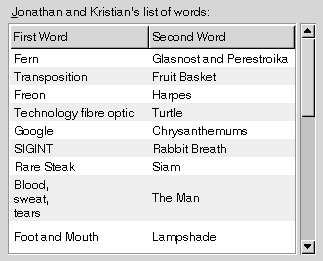 Jonathan and Kristian's list of words:
First Word Second Word
Fern Glasnost and Perestroika
Transposition Fruit Basket
Freon Harpes
Technology fibre optic Turtle
Google Chrysanthemums
SIGINT Rabbit Breath
Rare Steak Siam
Blood,
sweat,
tears
The Man
Foot and Mouth Lampshade